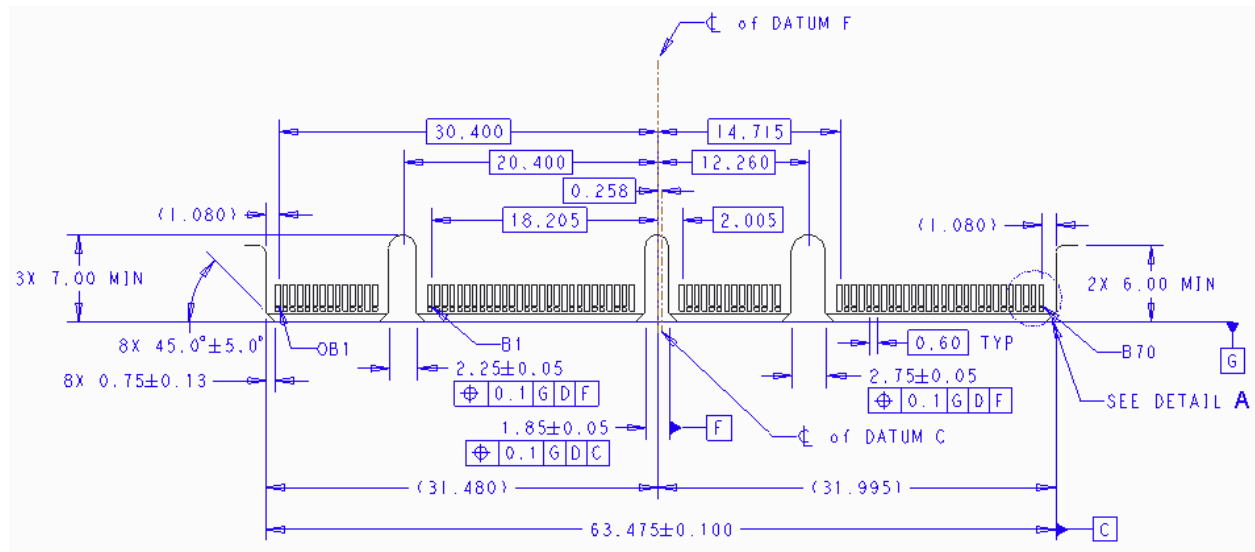 ℄ of DATUM F
30.400
14.715
20.400
12.260
0.258
(1.080)
18.205
2.005
(1.080)
3X 7.00 MIN
2X 6.00 MIN
8X 45.0°±5.0°
OB1
B1
0.60 TYP
B70
G
8X 0.75±0.13
2.25±0.05
2.75±0.05
⌖ 0.1 G D F
⌖ 0.1 G D F
SEE DETAIL A
1.85±0.05
F
℄ of DATUM C
⌖ 0.1 G D C
(31.480)
(31.995)
63.475±0.100
C